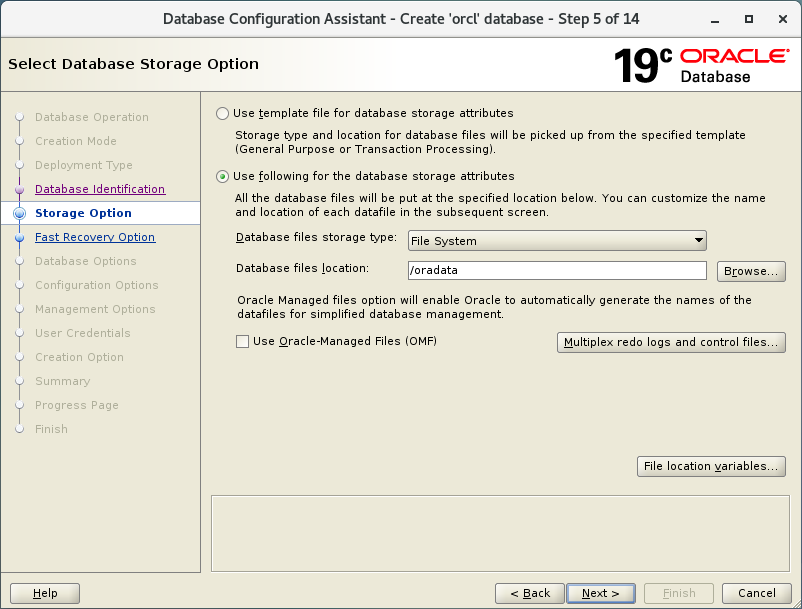 Database Configuration Assistant - Create 'orcl' database - Step 5 of 14
Select Database Storage Option
19c ORACLE
Database
Database Operation
Creation Mode
Deployment Type
Database Identification
Storage Option
Fast Recovery Option
Database Options
Configuration Options
Management Options
User Credentials
Creation Option
Summary
Progress Page
Finish
Use template file for database storage attributes
Storage type and location for database files will be picked up from the specified template
(General Purpose or Transaction Processing).
Use following for the database storage attributes
All the database files will be put at the specified location below. You can customize the name
and location of each datafile in the subsequent screen.
Database files storage type: File System
Database files location: /oradata Browse...
Oracle Managed files option will enable Oracle to automatically generate the names of the
datafiles for simplified database management.
Use Oracle-Managed Files (OMF) Multiplex redo logs and control files...
File location variables...
Help < Back Next > Finish Cancel